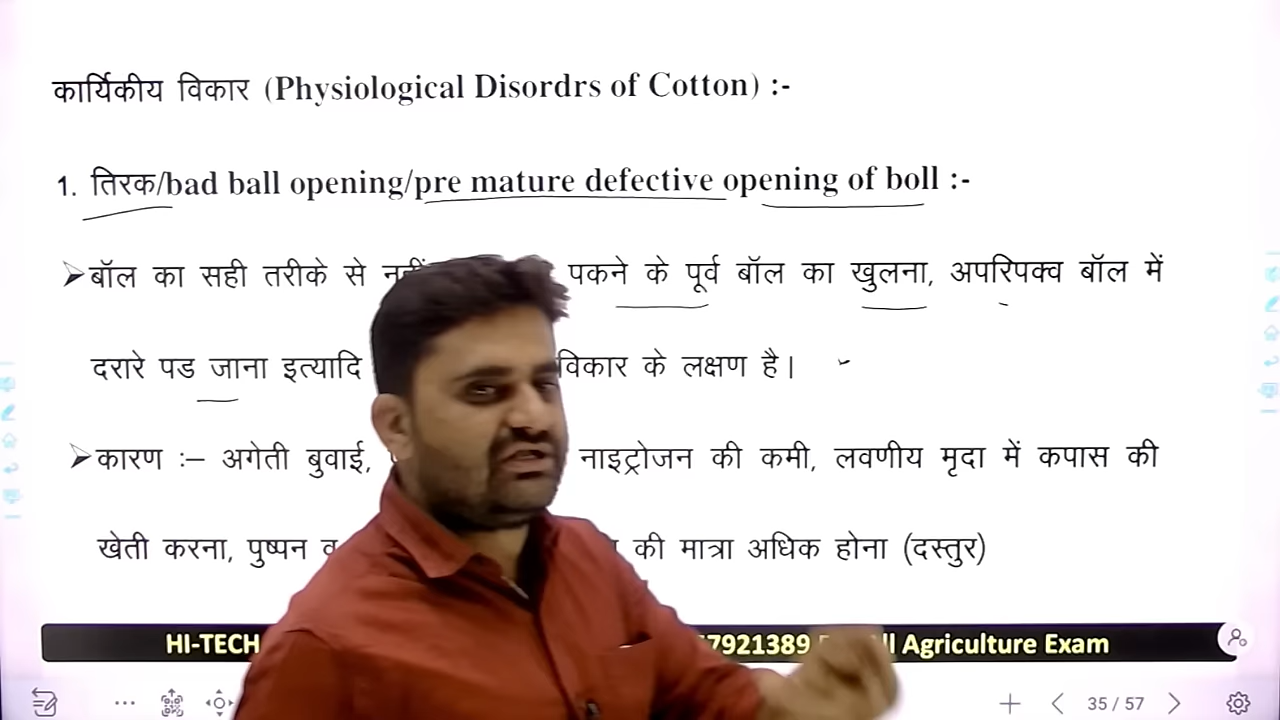 कार्यिकीय विकार (Physiological Disordrs of Cotton) :-
1. तिरक/bad ball opening/pre mature defective opening of boll :-
➢बॉल का सही तरीके से पकने के पूर्व बॉल का खुलना, अपरिपक्व बॉल में
दरारे पड जाना इत्यादि विकार के लक्षण है।
➢कारण :– अगेती बुवाई, नाइट्रोजन की कमी, लवणीय मृदा में कपास की
खेती करना, पुष्पन व की मात्रा अधिक होना (दस्तुर)
HI-TECH 7921389 Agriculture Exam
35 / 57